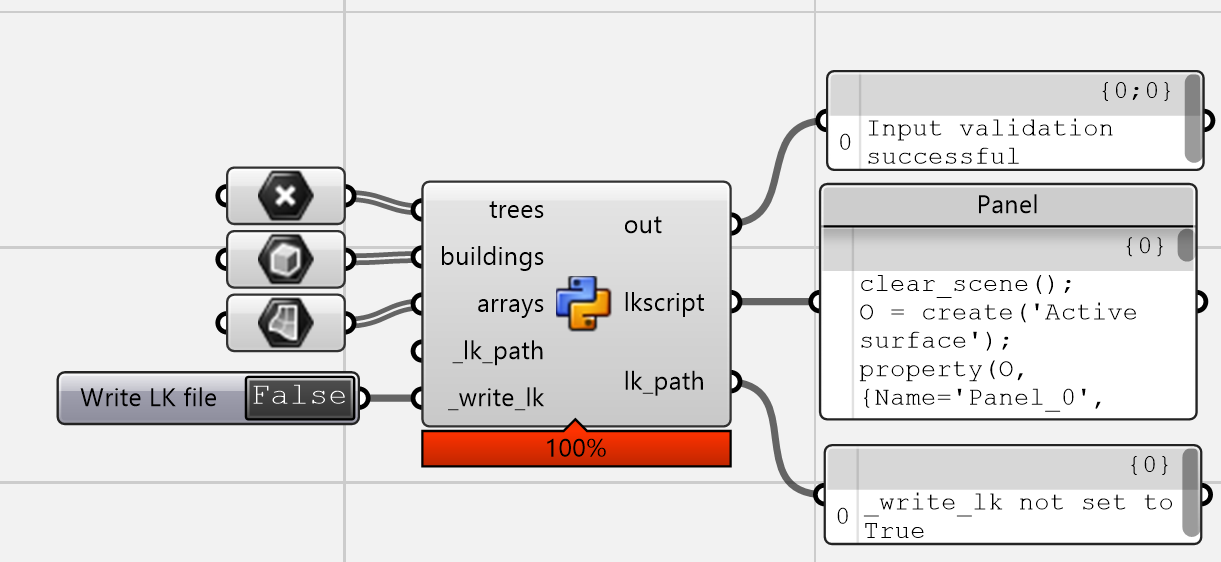 {0;0}
0 Input validation
successful
trees
out
buildings
Panel
{0}
arrays
lkscript
clear_scene();
O = create('Active
surface');
property(O,
{Name='Panel_0',
_lk_path
lk_path
Write LK file False
_write_lk
100%
{0}
0 _write_lk not set to
True